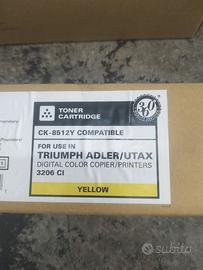 TONER
CARTRIDGE
360
CK-8512Y COMPATIBLE
FOR USE IN
TRIUMPH ADLER/UTAX
DIGITAL COLOR COPIER/PRINTERS
3206 CI
YELLOW
subito